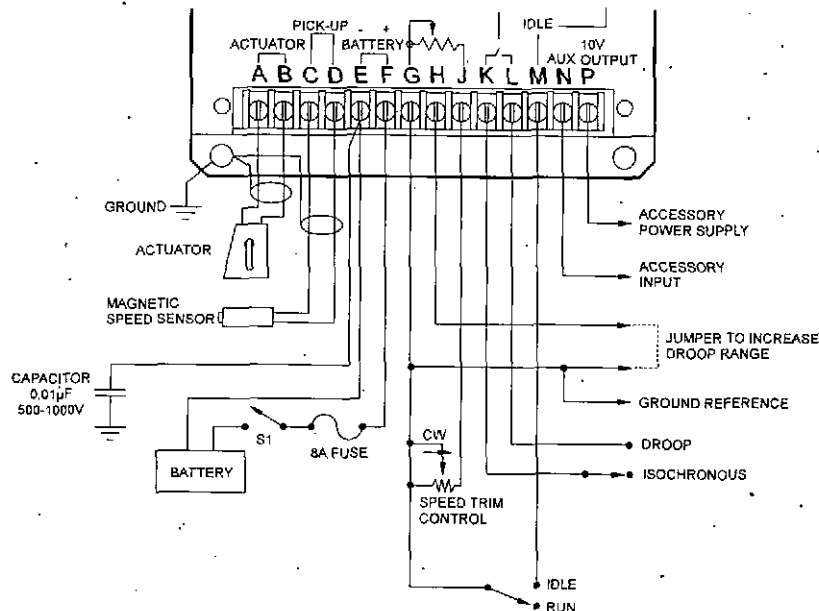 PICK-UP
IDLE
ACTUATOR
- +
BATTERY
10V
AUX OUTPUT
A B C D E F G H J K L M N P
GROUND
ACTUATOR
MAGNETIC
SPEED SENSOR
CAPACITOR
0,01µF
500-1000V
BATTERY
S1
8A FUSE
CW
SPEED TRIM
CONTROL
ACCESSORY
POWER SUPPLY
ACCESSORY
INPUT
JUMPER TO INCREASE
DROOP RANGE
GROUND REFERENCE
DROOP
ISOCHRONOUS
IDLE
RUN